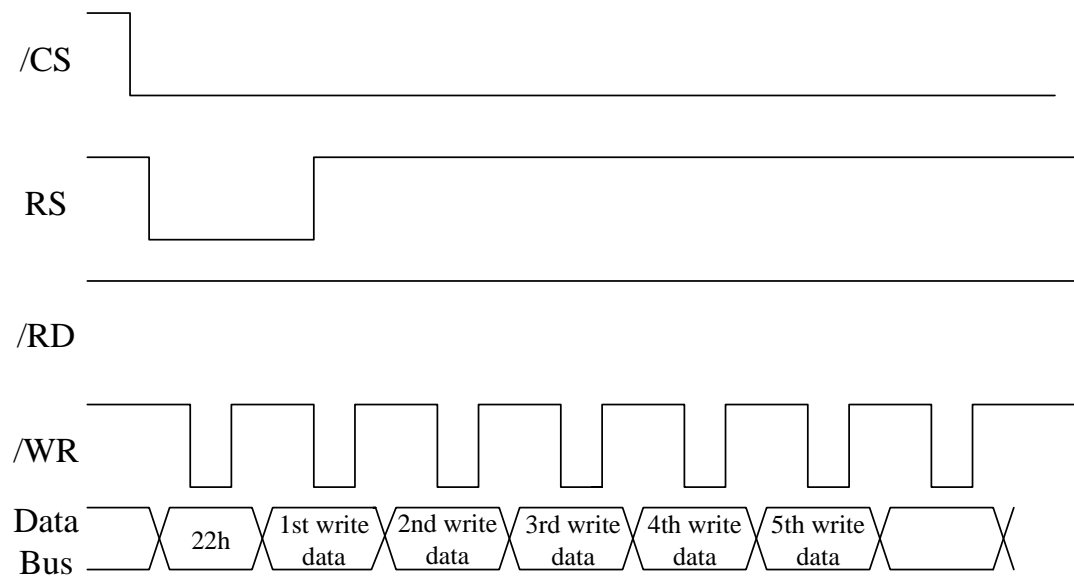 /CS
RS
/RD
/WR
Data
Bus
22h
1st write
data
2nd write
data
3rd write
data
4th write
data
5th write
data